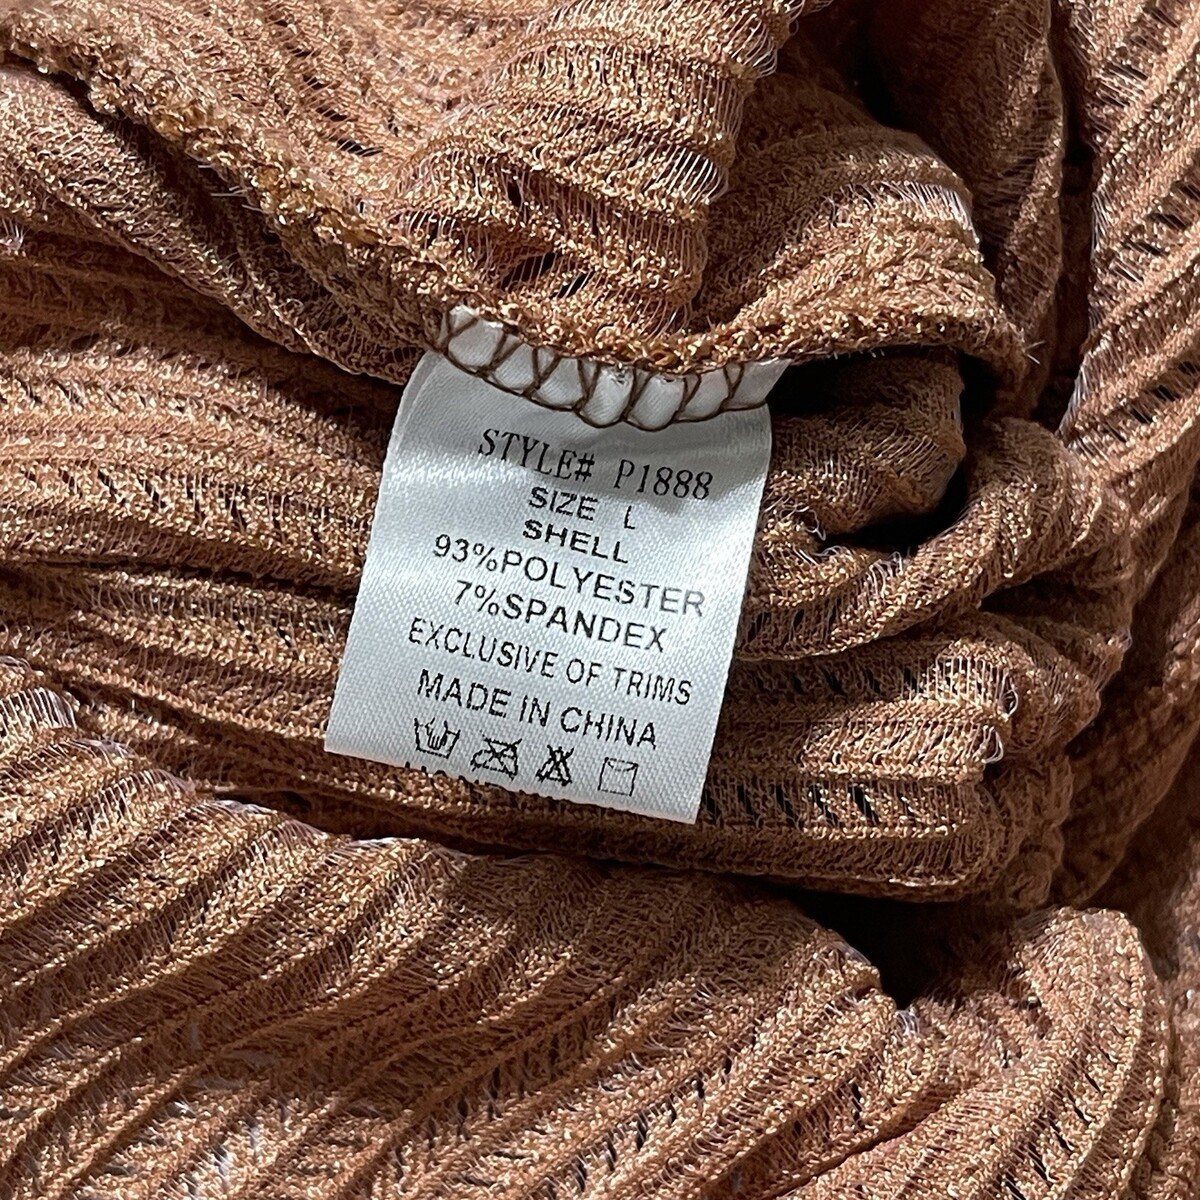 STYLE# P1888
SIZE L
SHELL
93%POLYESTER
7%SPANDEX
EXCLUSIVE OF TRIMS
MADE IN CHINA